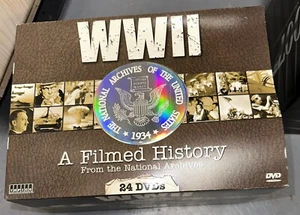 WWII
THE NATIONAL ARCHIVES OF THE UNITED STATES
1934
A Filmed History
From the National Archives
24 DVDs
DVD